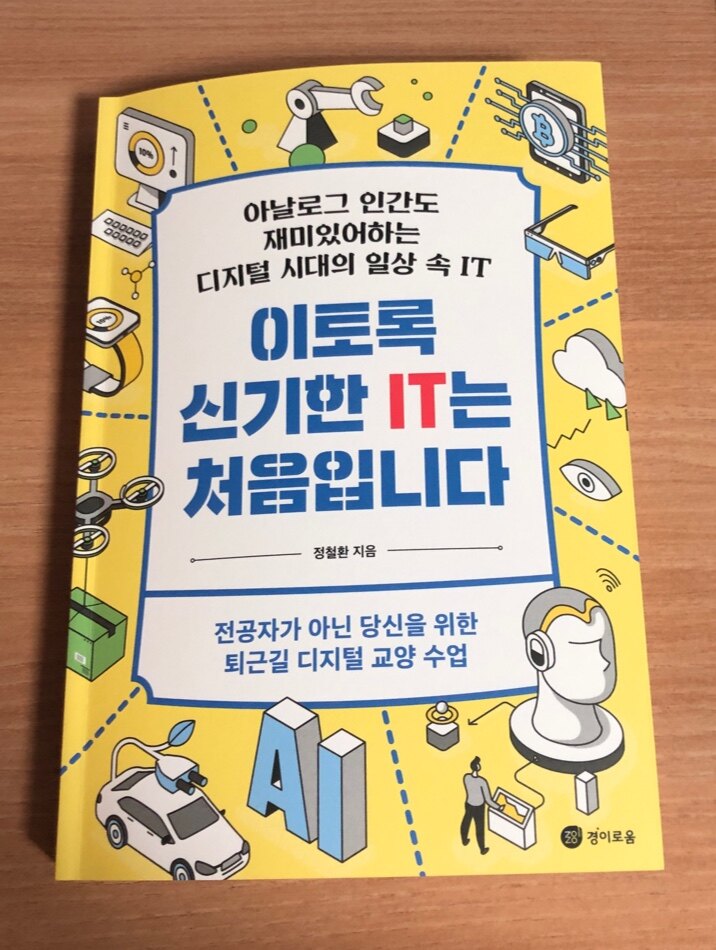 아날로그 인간도
재미있어하는
디지털 시대의 일상 속 IT
이토록
신기한 IT는
처음입니다
정철환 지음
전공자가 아닌 당신을 위한
퇴근길 디지털 교양 수업
10%
100%
AI
경이로움